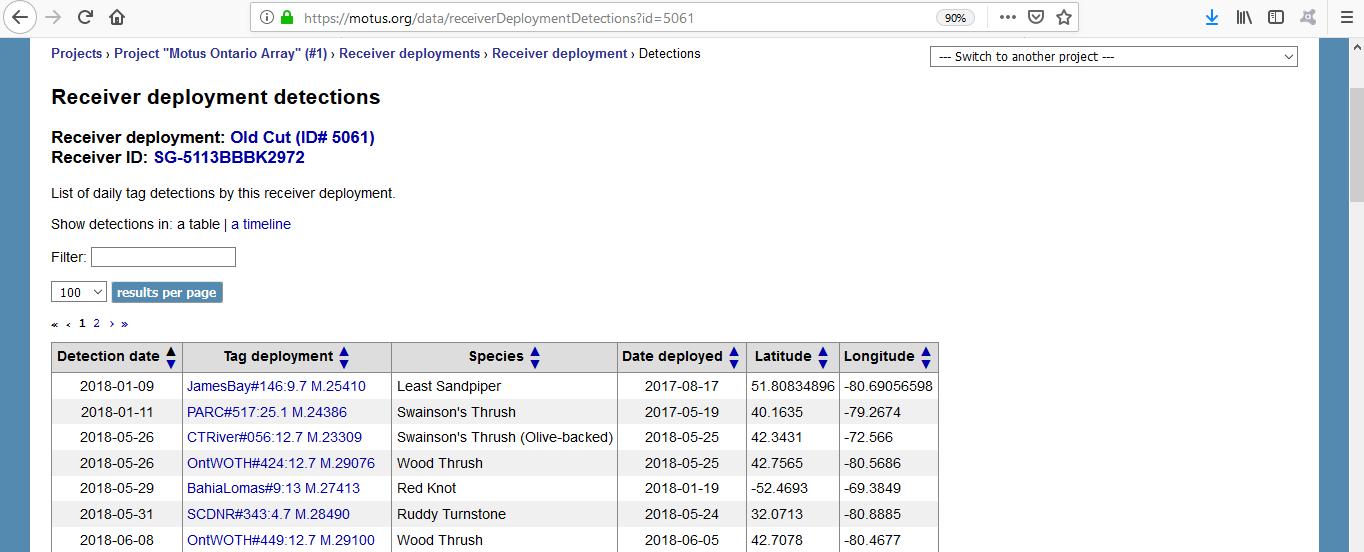 https://motus.org/data/receiverDeploymentDetections?id=5061
90%
Projects › Project "Motus Ontario Array" (#1) › Receiver deployments › Receiver deployment › Detections
--- Switch to another project ---
Receiver deployment detections
Receiver deployment: Old Cut (ID# 5061)
Receiver ID: SG-5113BBBK2972
List of daily tag detections by this receiver deployment.
Show detections in: a table | a timeline
Filter:
100 results per page
« ‹ 1 2 › »
Detection date Tag deployment Species Date deployed Latitude Longitude
2018-01-09 JamesBay#146:9.7 M.25410 Least Sandpiper 2017-08-17 51.80834896 -80.69056598
2018-01-11 PARC#517:25.1 M.24386 Swainson's Thrush 2017-05-19 40.1635 -79.2674
2018-05-26 CTRiver#056:12.7 M.23309 Swainson's Thrush (Olive-backed) 2018-05-25 42.3431 -72.566
2018-05-26 OntWOTH#424:12.7 M.29076 Wood Thrush 2018-05-25 42.7565 -80.5686
2018-05-29 BahiaLomas#9:13 M.27413 Red Knot 2018-01-19 -52.4693 -69.3849
2018-05-31 SCDNR#343:4.7 M.28490 Ruddy Turnstone 2018-05-24 32.0713 -80.8885
2018-06-08 OntWOTH#449:12.7 M.29100 Wood Thrush 2018-06-05 42.7078 -80.4677